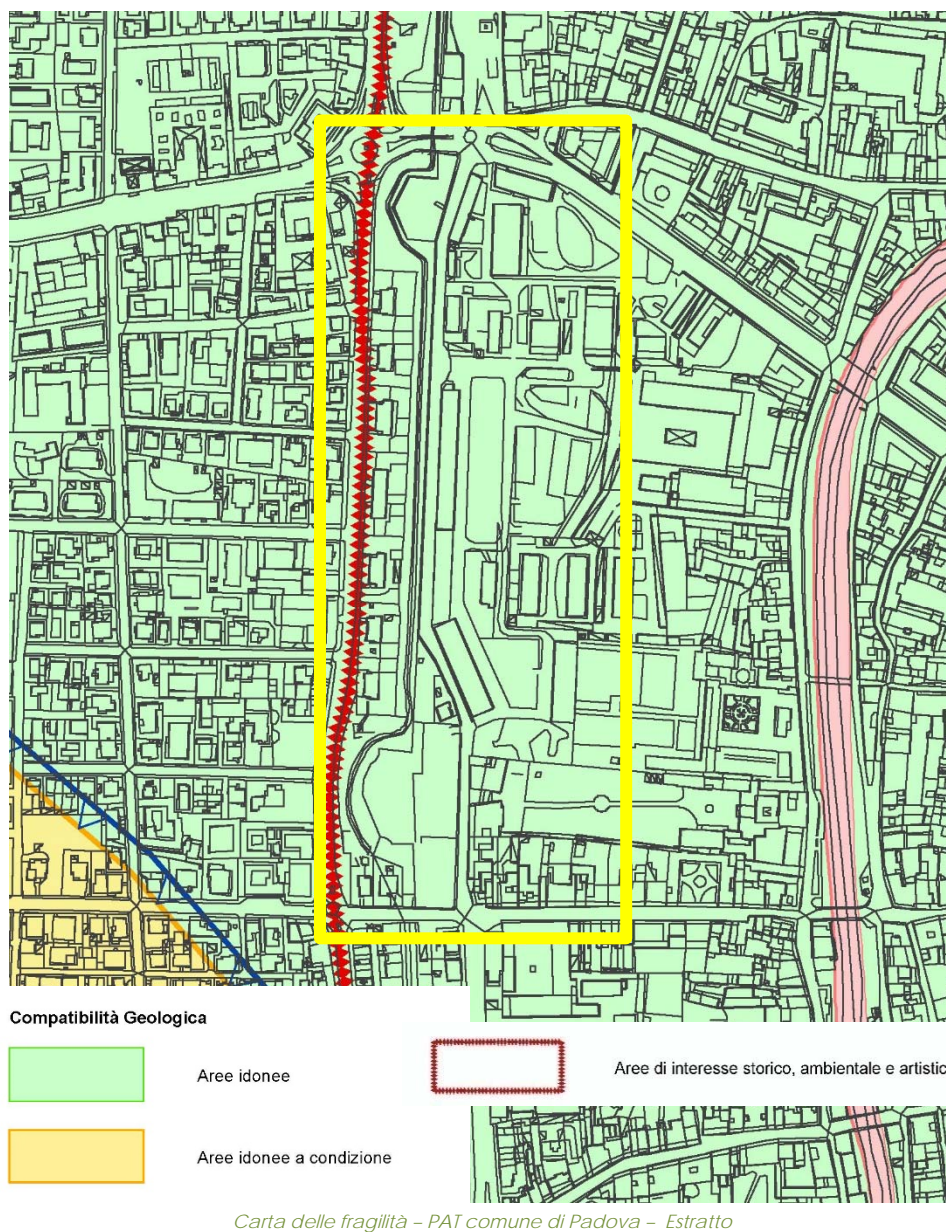 Compatibilità Geologica
Aree idonee
Aree di interesse storico, ambientale e artistic
Aree idonee a condizione
Carta delle fragilità – PAT comune di Padova – Estratto